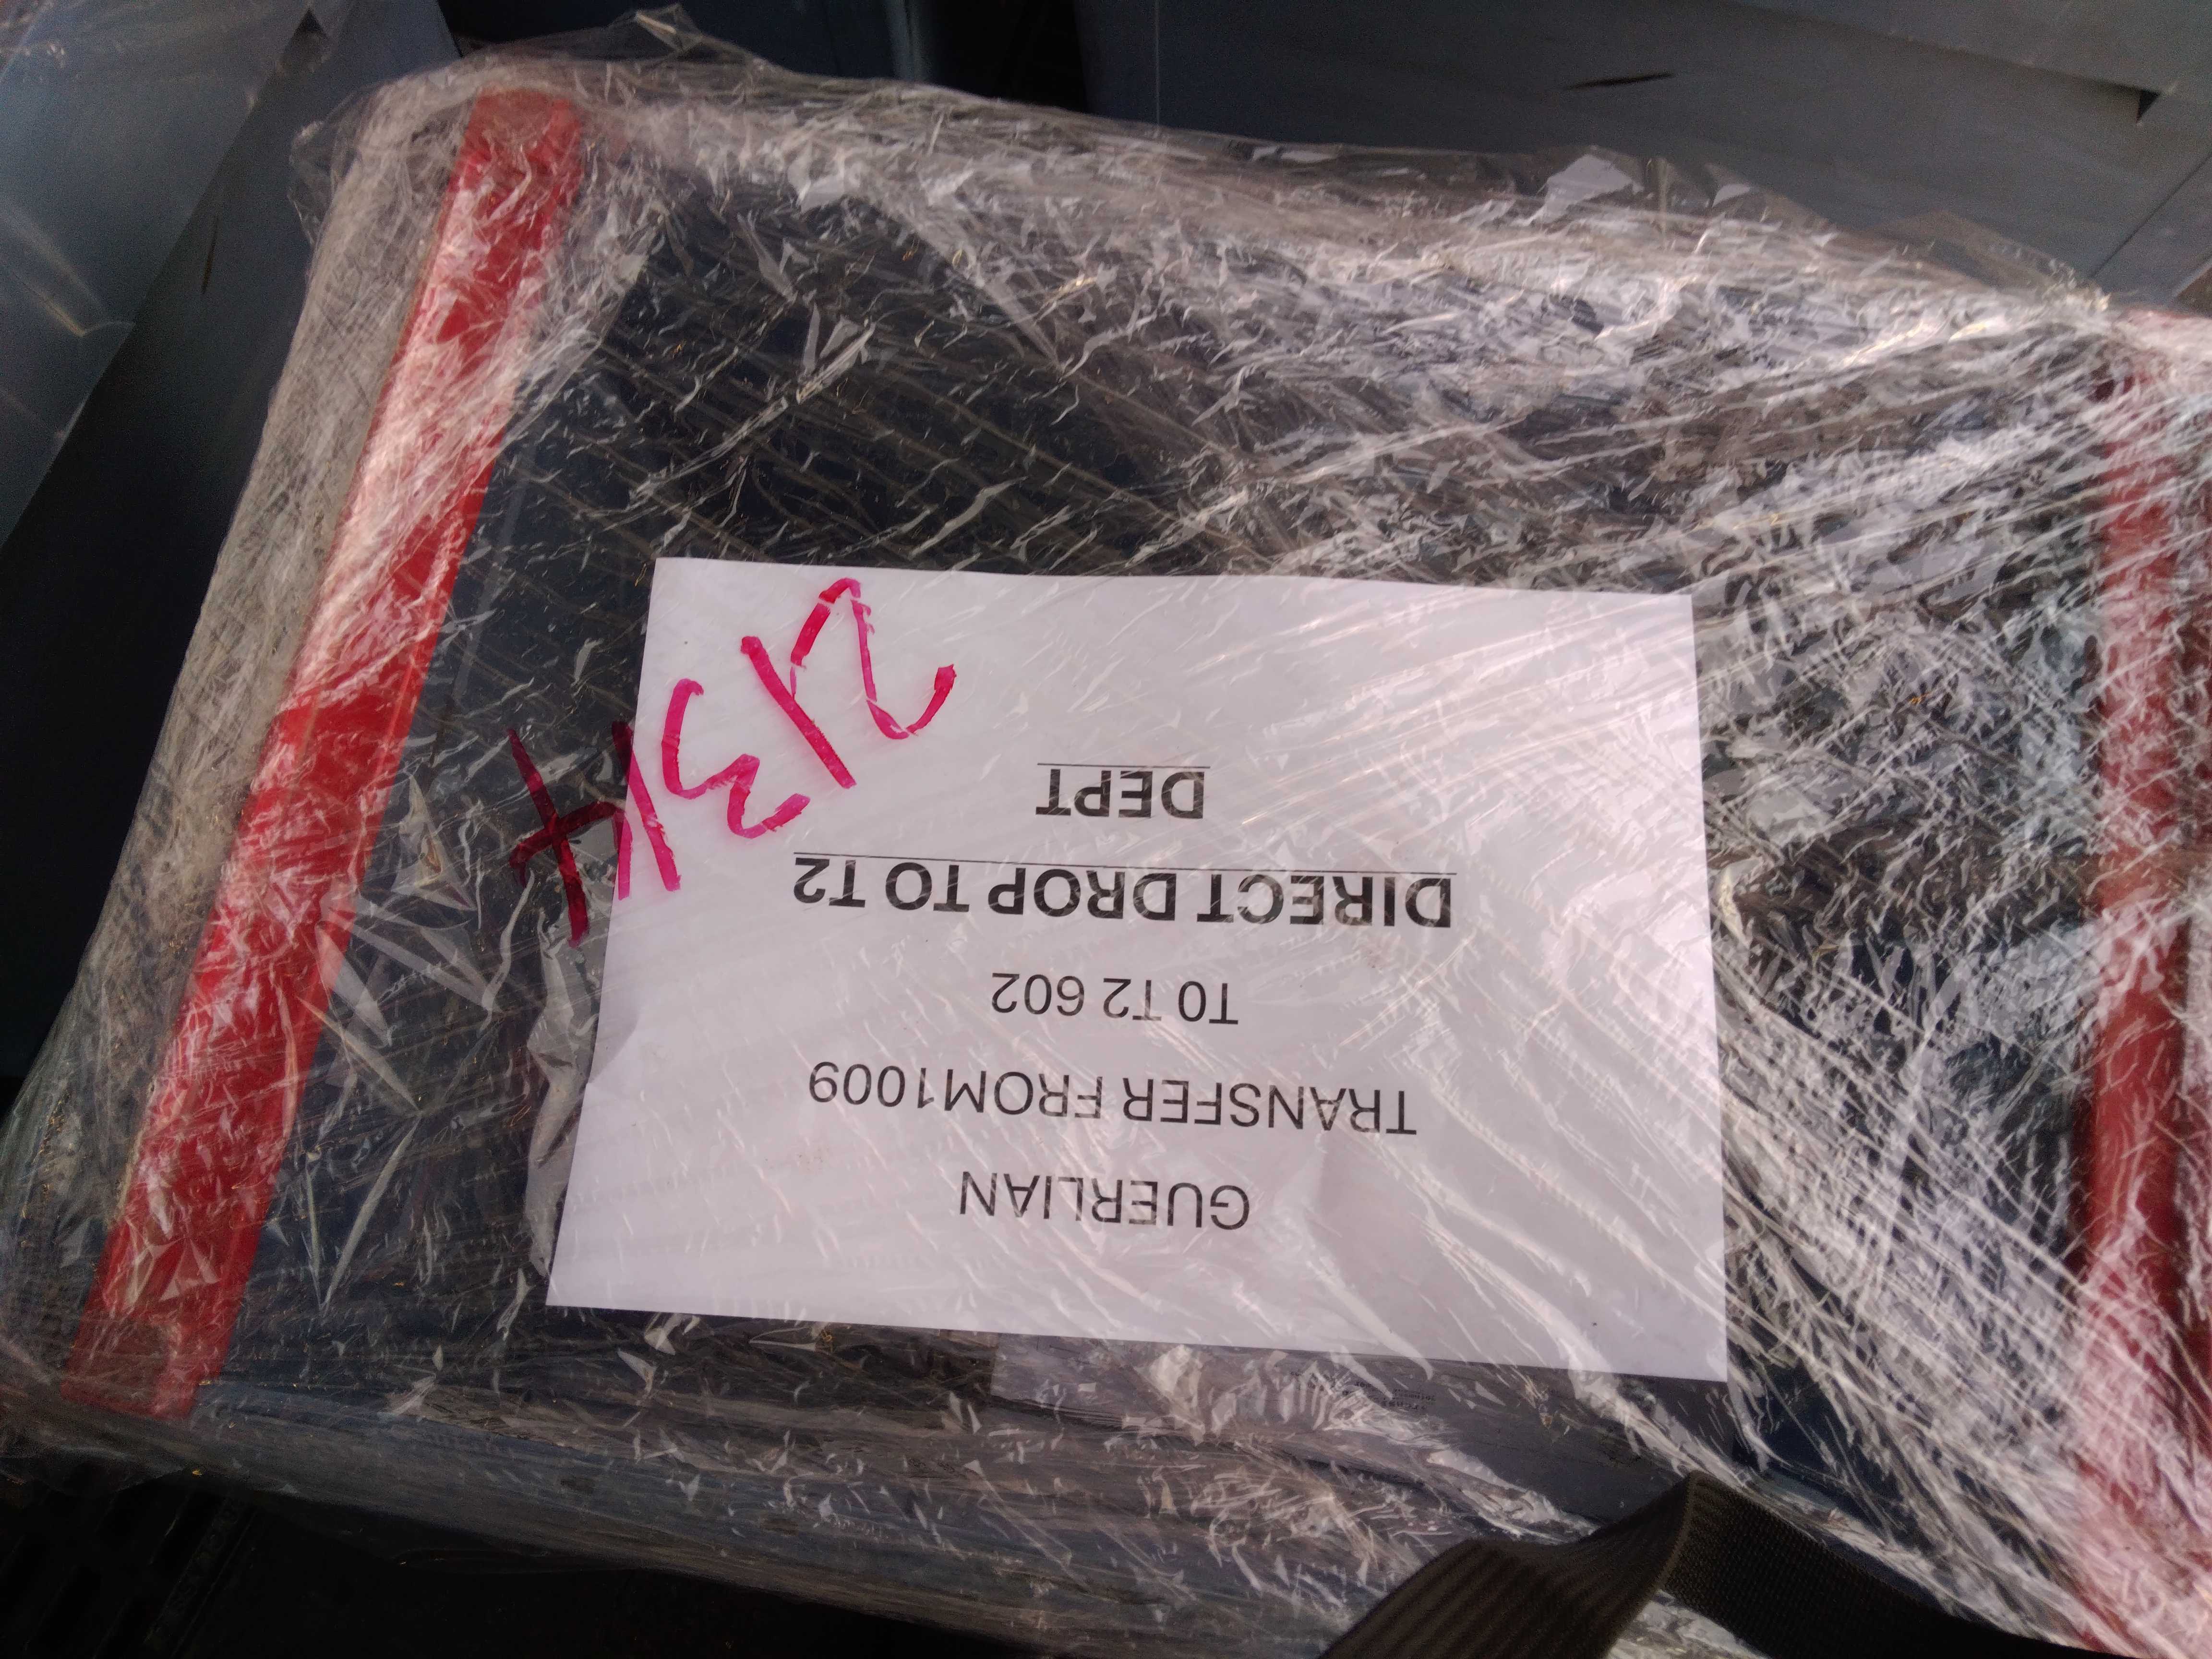 GUERLIAN
TRANSFER FROM1009
TO T2 602
DIRECT DROP TO T2
DEPT